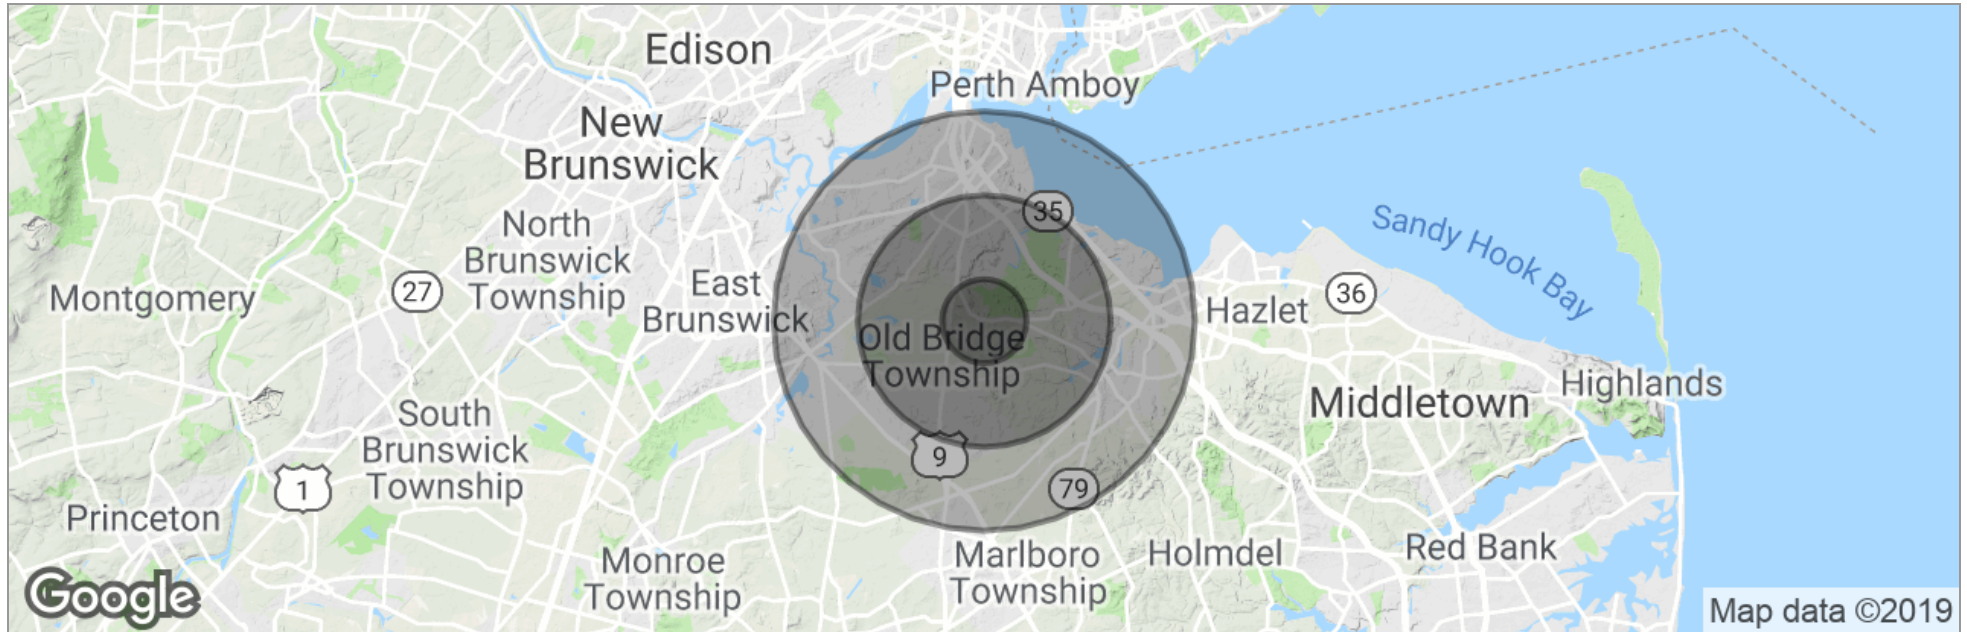 Edison
Perth Amboy
New
Brunswick
35
North
Brunswick
Township
Sandy Hook Bay
East
Brunswick
Montgomery
27
Hazlet
36
Old Bridge
Township
Highlands
Middletown
South
Brunswick
Township
9
1
79
Princeton
Monroe
Township
Marlboro
Township
Holmdel
Red Bank
Google
Map data ©2019